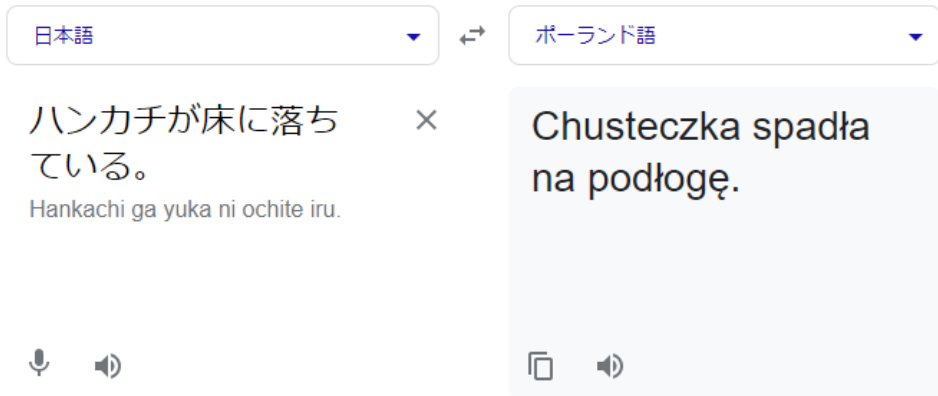 日本語
ポーランド語
ハンカチが床に落ち
ている。
Hankachi ga yuka ni ochite iru.
Chusteczka spadła
na podłogę.